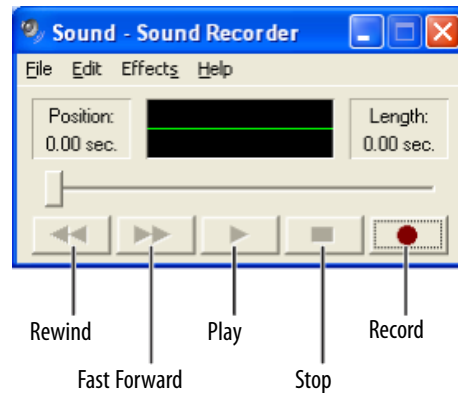 Sound - Sound Recorder
File Edit Effects Help
Position: Length:
0.00 sec. 0.00 sec.
Rewind Play Record
Fast Forward Stop